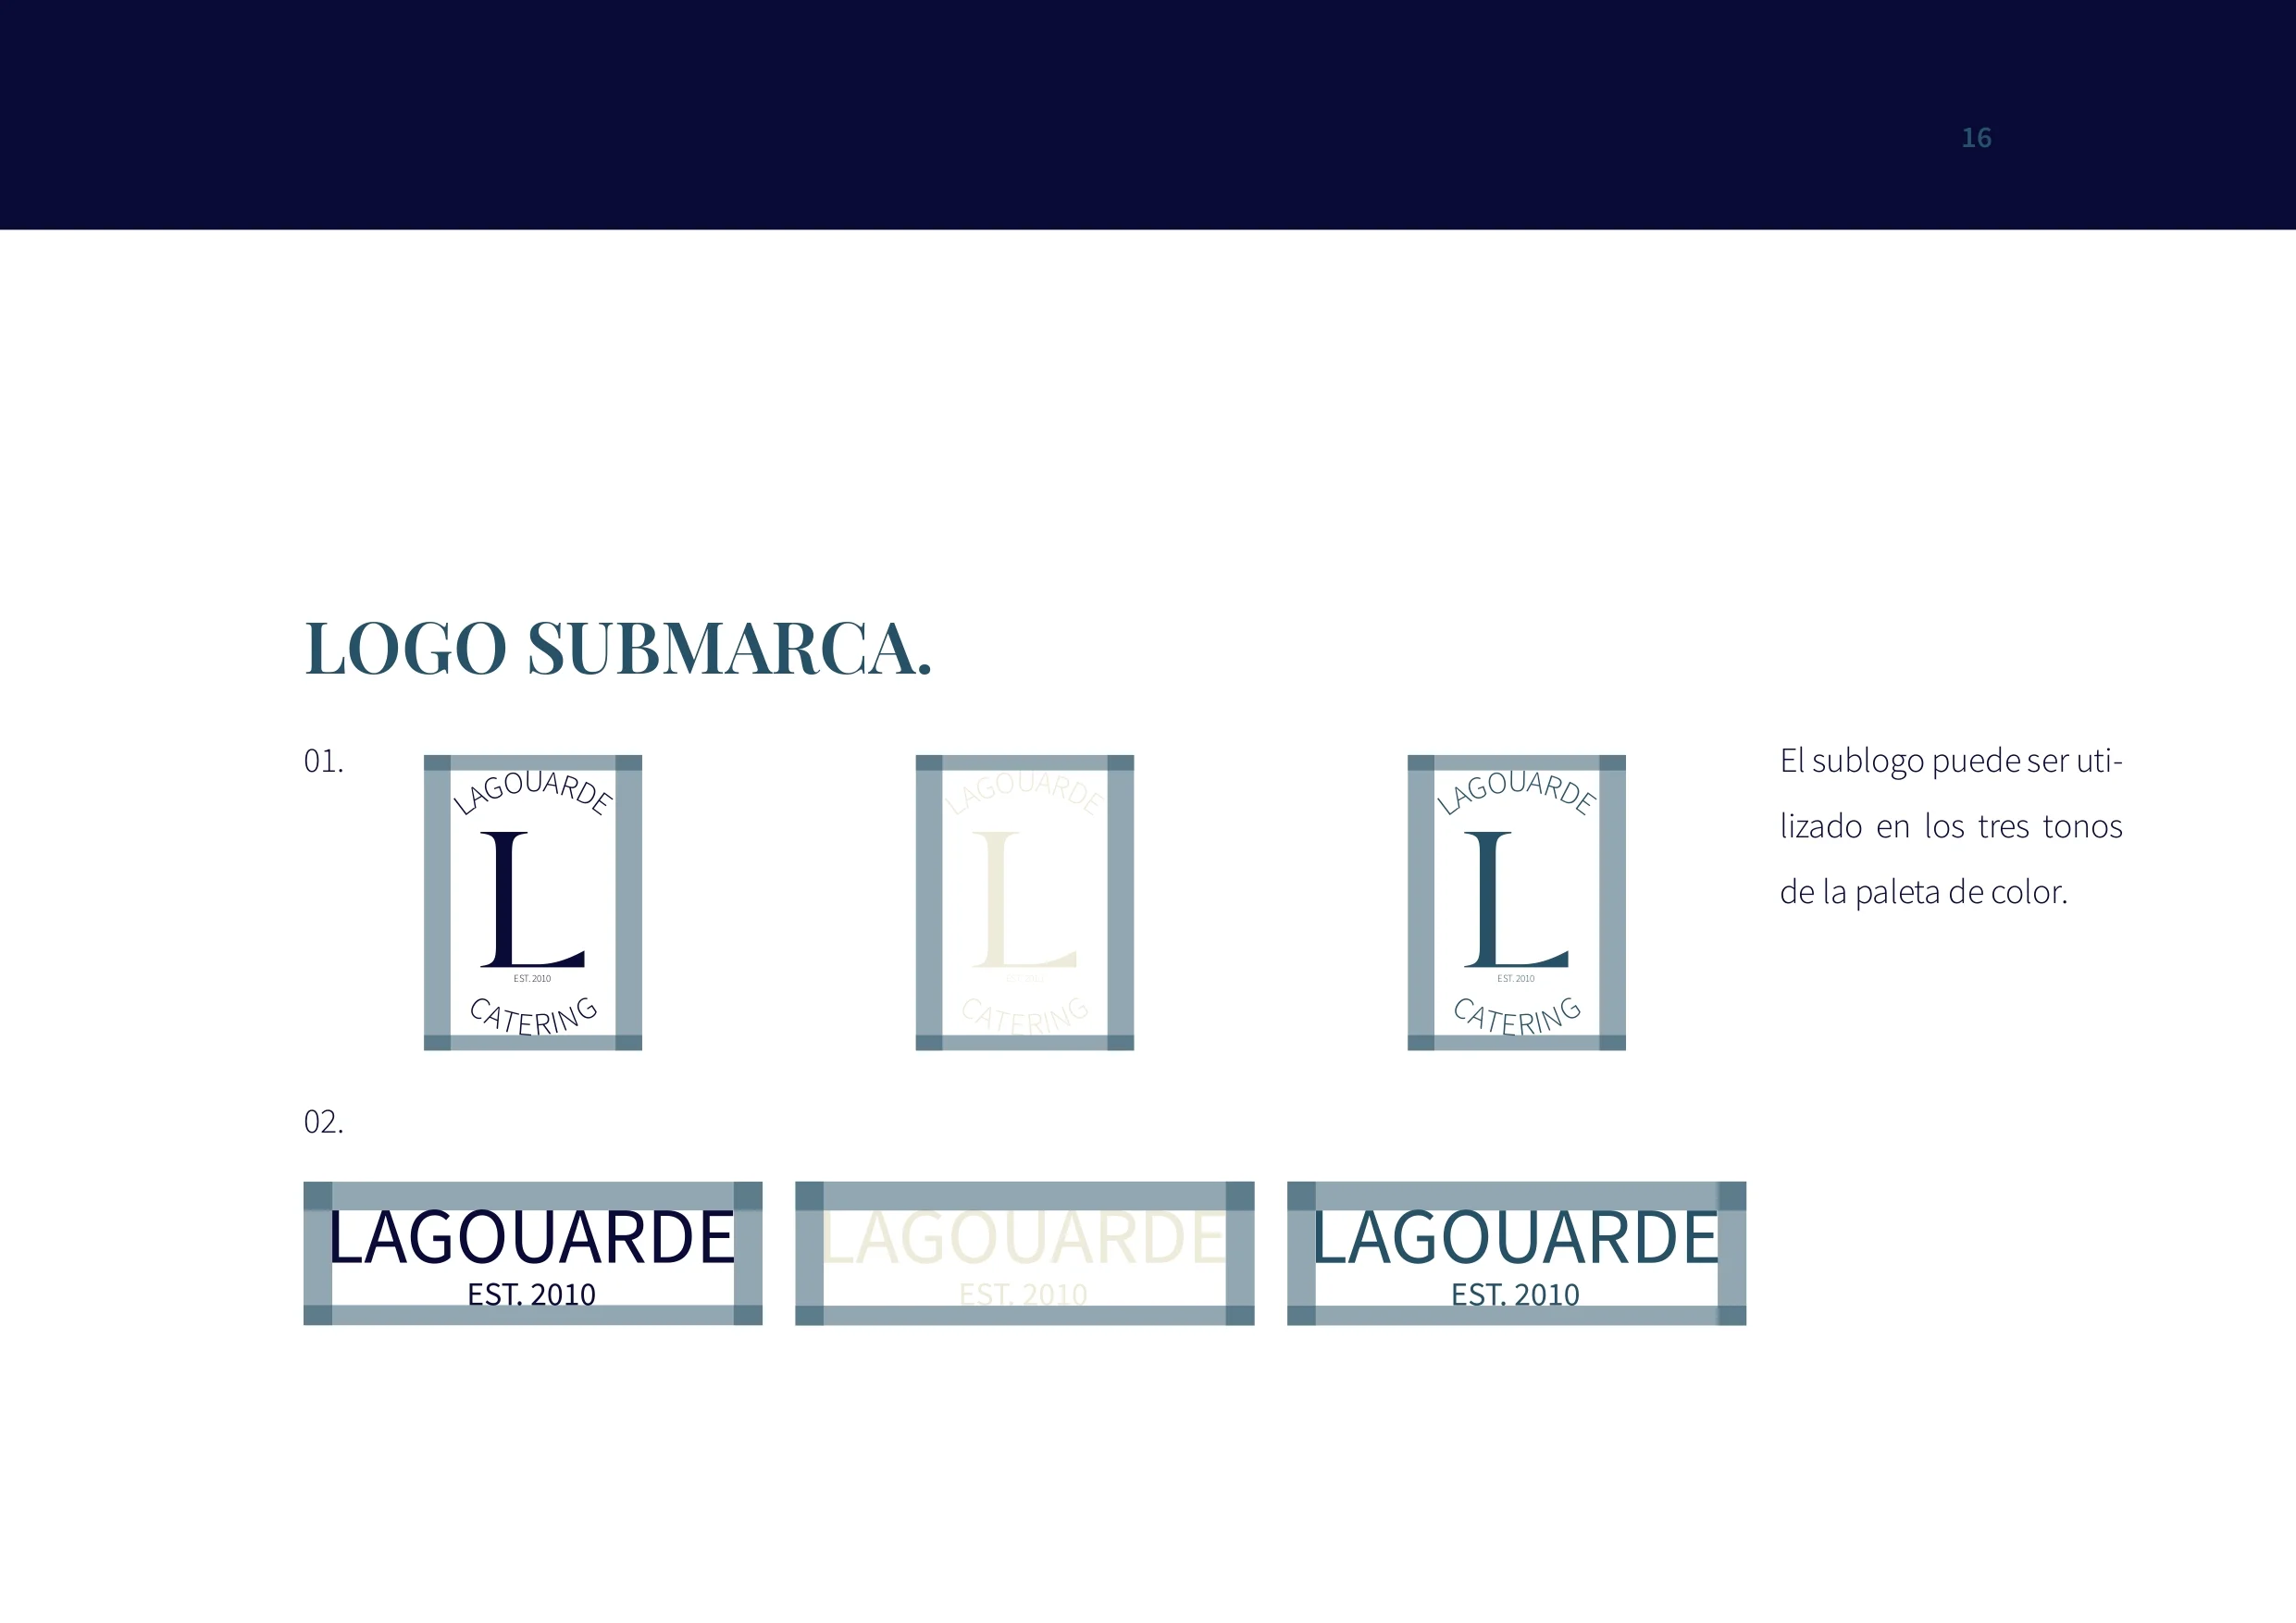 16
LOGO SUBMARCA.
01.
LAGOUARDE
L
EST. 2010
CATERING
LAGOUARDE
L
EST. 2010
CATERING
LAGOUARDE
L
EST. 2010
CATERING
El sublogo puede ser uti-
lizado en los tres tonos
de la paleta de color.
02.
LAGOUARDE
EST. 2010
LAGOUARDE
EST. 2010
LAGOUARDE
EST. 2010